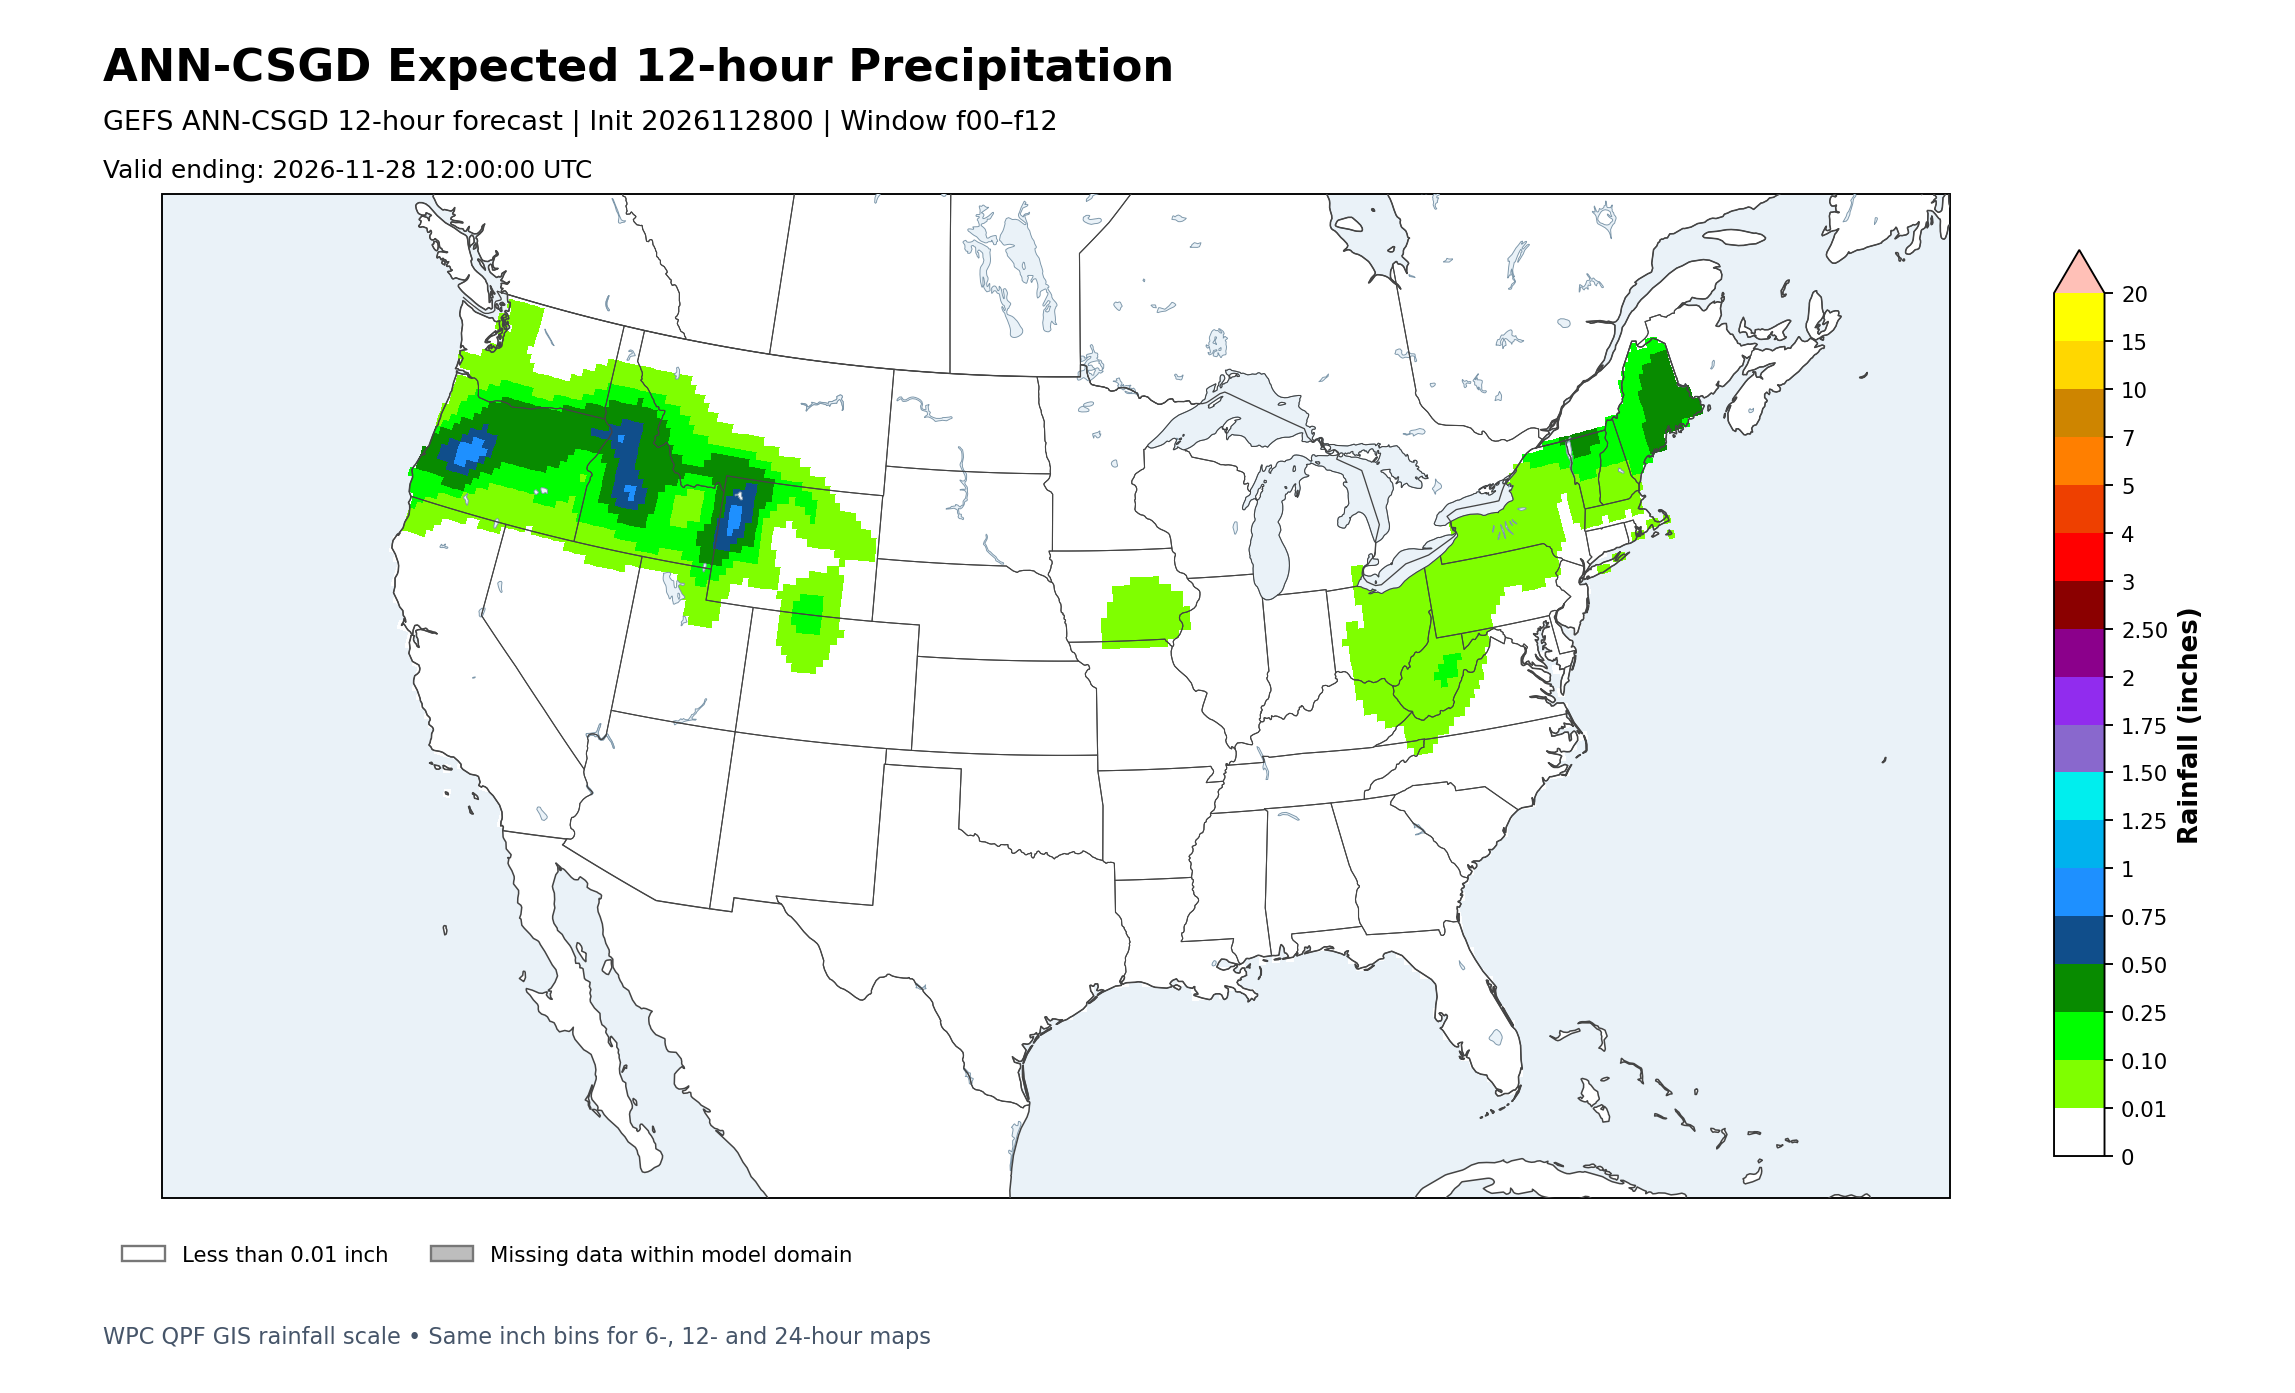 ANN-CSGD Expected 12-hour Precipitation
GEFS ANN-CSGD 12-hour forecast | Init 2026112800 | Window f00–f12
Valid ending: 2026-11-28 12:00:00 UTC
20
15
10
7
5
4
3
2.50
2
1.75
1.50
1.25
1
0.75
0.50
0.25
0.10
0.01
0
Rainfall (inches)
Less than 0.01 inch
Missing data within model domain
WPC QPF GIS rainfall scale • Same inch bins for 6-, 12- and 24-hour maps